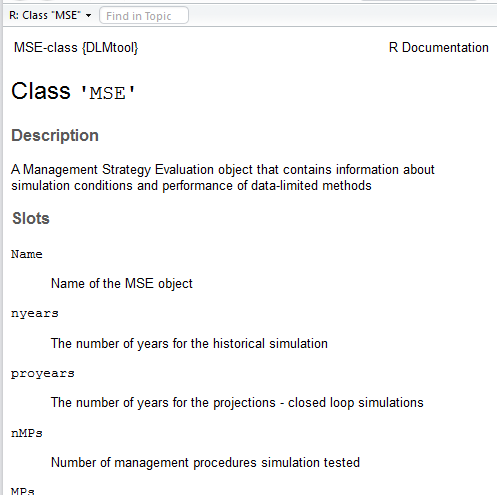 R: Class "MSE"
Find in Topic
MSE-class {DLMtool}
R Documentation
Class 'MSE'
Description
A Management Strategy Evaluation object that contains information about
simulation conditions and performance of data-limited methods
Slots
Name
Name of the MSE object
nyears
The number of years for the historical simulation
proyears
The number of years for the projections - closed loop simulations
nMPs
Number of management procedures simulation tested
MPs